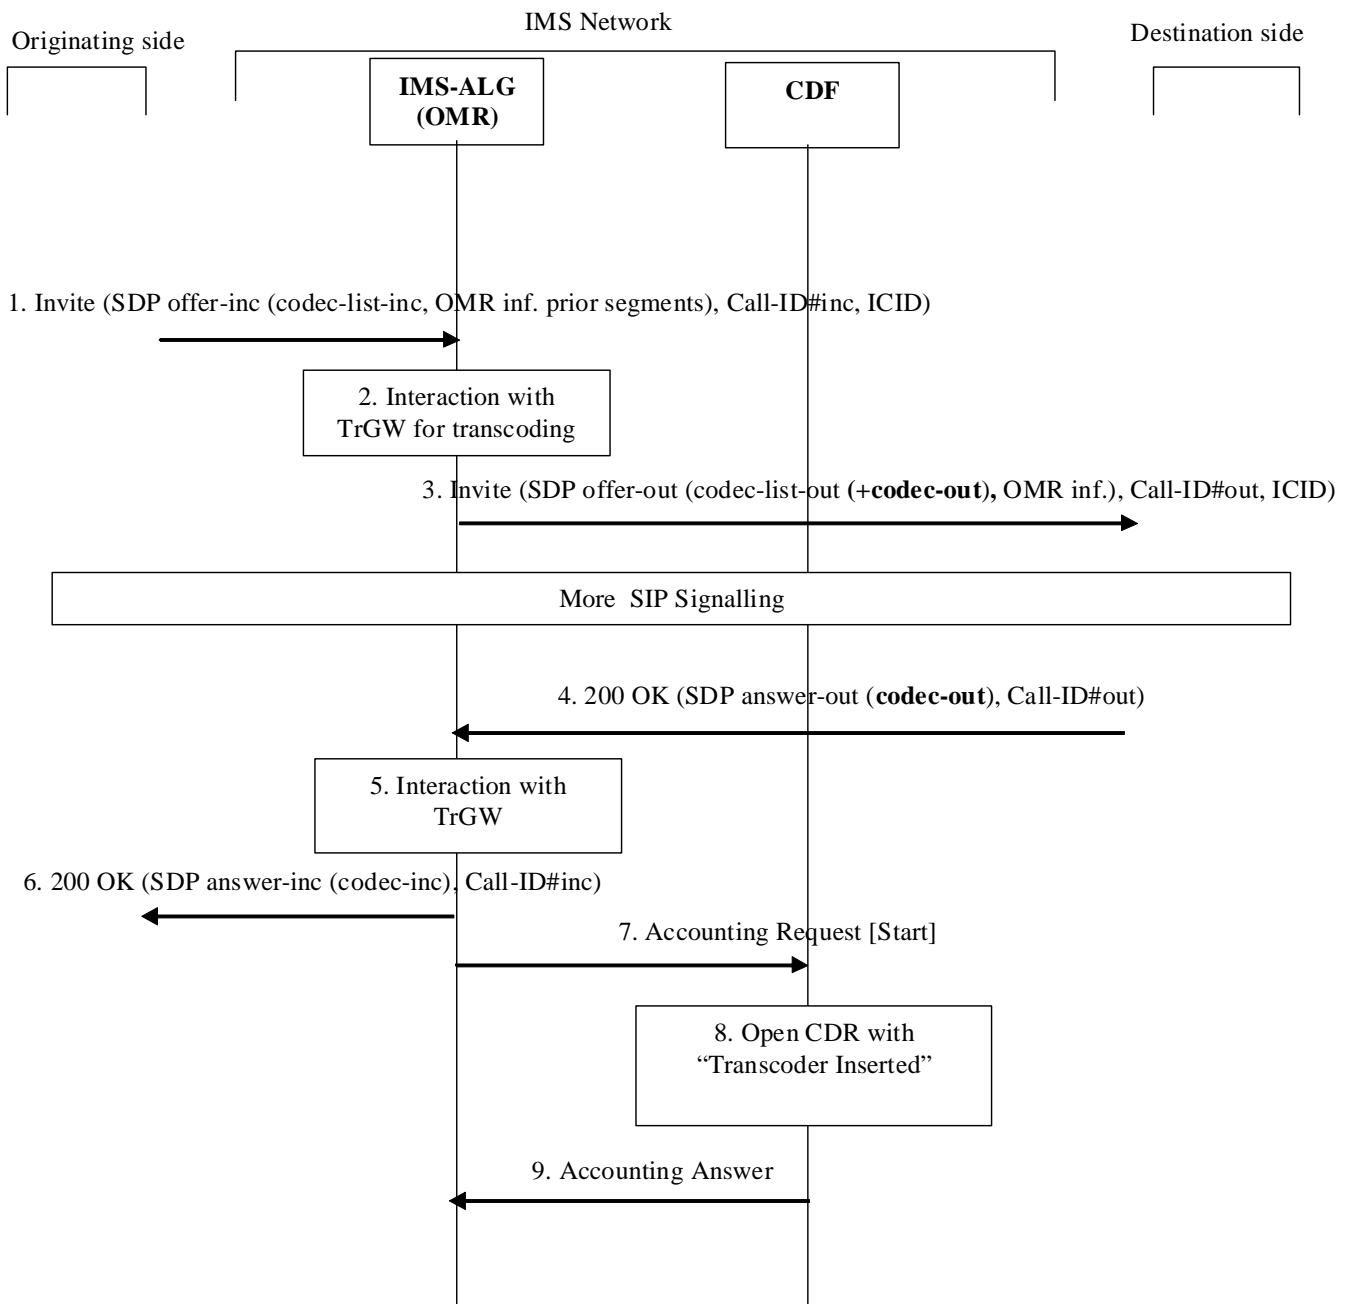 IMS Network
Originating side
Destination side
IMS-ALG
(OMR)
CDF
1. Invite (SDP offer-inc (codec-list-inc, OMR inf. prior segments), Call-ID#inc, ICID)
2. Interaction with
TrGW for transcoding
3. Invite (SDP offer-out (codec-list-out (+codec-out), OMR inf.), Call-ID#out, ICID)
More SIP Signalling
4. 200 OK (SDP answer-out (codec-out), Call-ID#out)
5. Interaction with
TrGW
6. 200 OK (SDP answer-inc (codec-inc), Call-ID#inc)
7. Accounting Request [Start]
8. Open CDR with
“Transcoder Inserted”
9. Accounting Answer